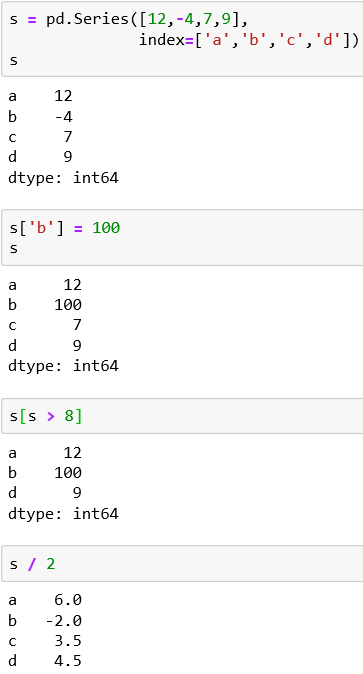 s = pd.Series([12,-4,7,9],
index=['a','b','c','d'])
s
a 12
b -4
c 7
d 9
dtype: int64
s['b'] = 100
s
a 12
b 100
c 7
d 9
dtype: int64
s[s > 8]
a 12
b 100
d 9
dtype: int64
s / 2
a 6.0
b -2.0
c 3.5
d 4.5